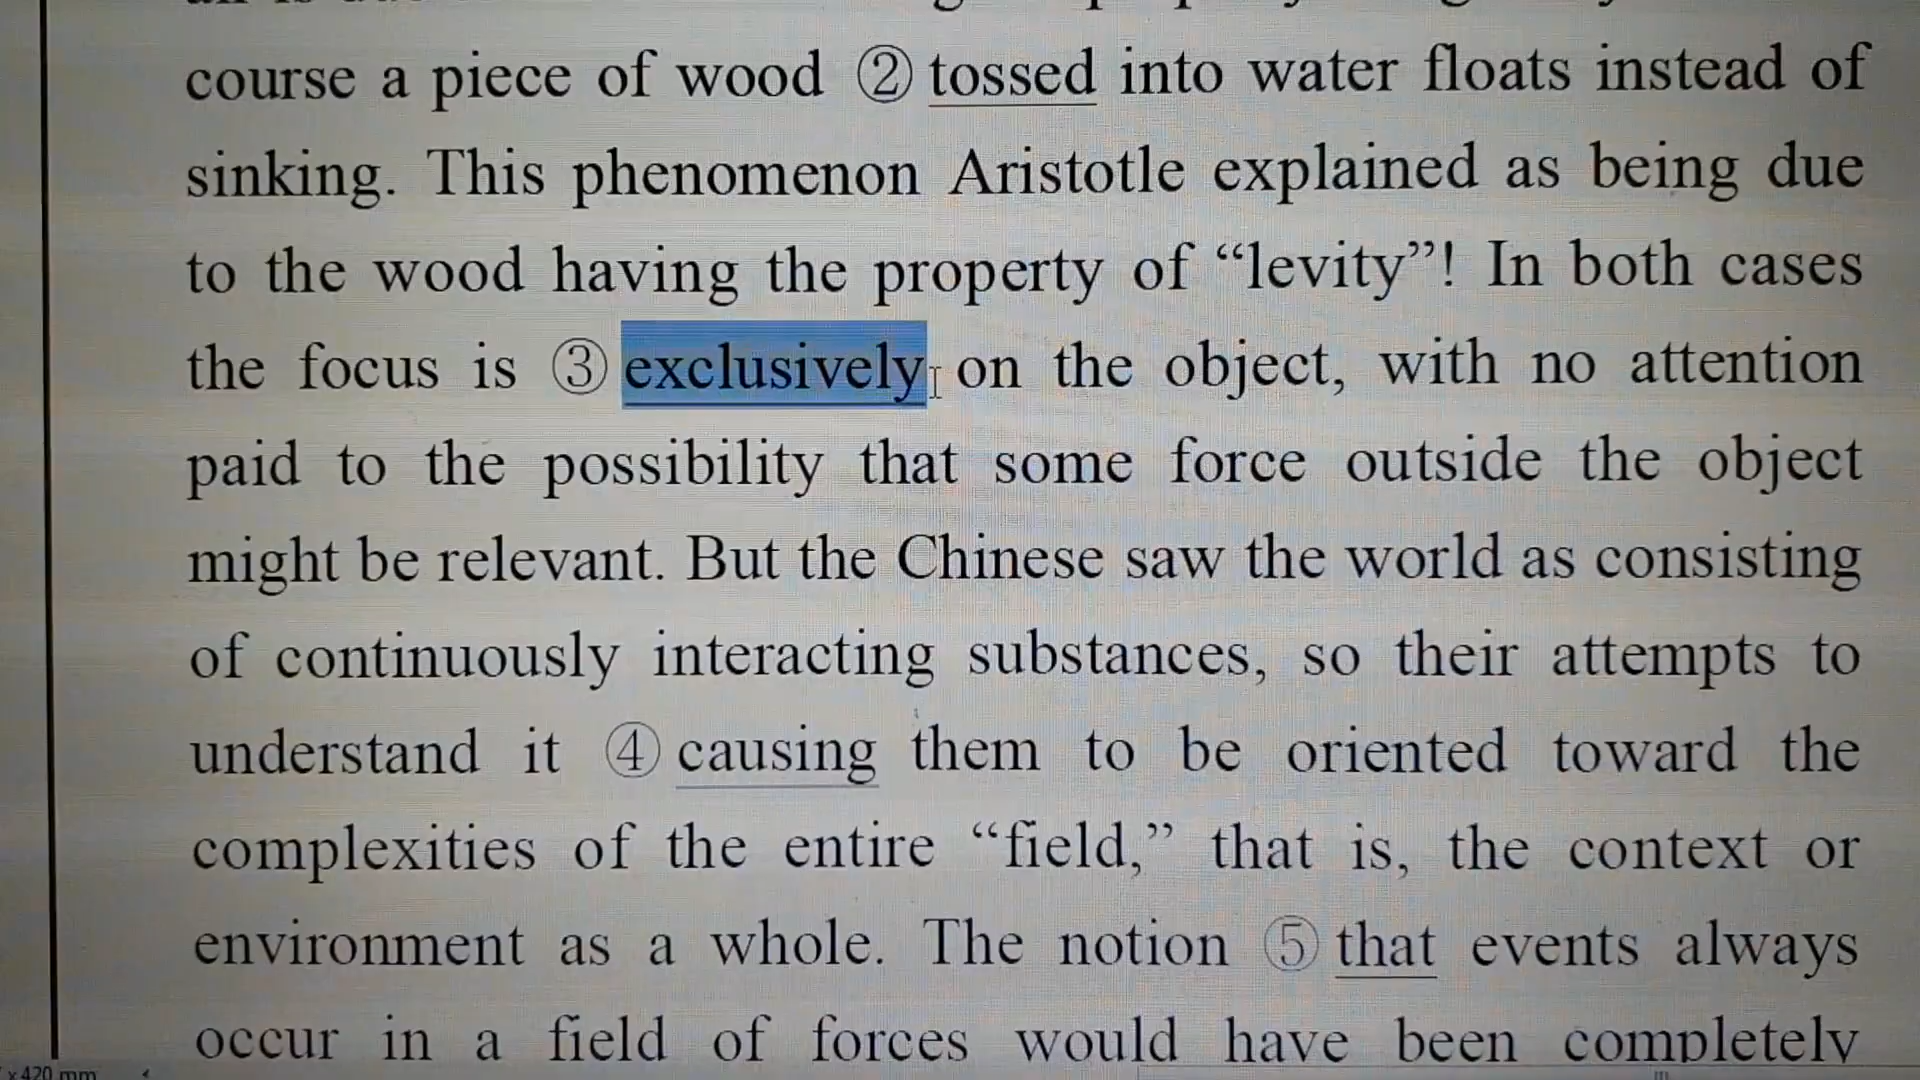 course a piece of wood ② tossed into water floats instead of
sinking. This phenomenon Aristotle explained as being due
to the wood having the property of “levity”! In both cases
the focus is ③ exclusively on the object, with no attention
paid to the possibility that some force outside the object
might be relevant. But the Chinese saw the world as consisting
of continuously interacting substances, so their attempts to
understand it ④ causing them to be oriented toward the
complexities of the entire “field,” that is, the context or
environment as a whole. The notion ⑤ that events always
occur in a field of forces would have been completely
x 420 mm